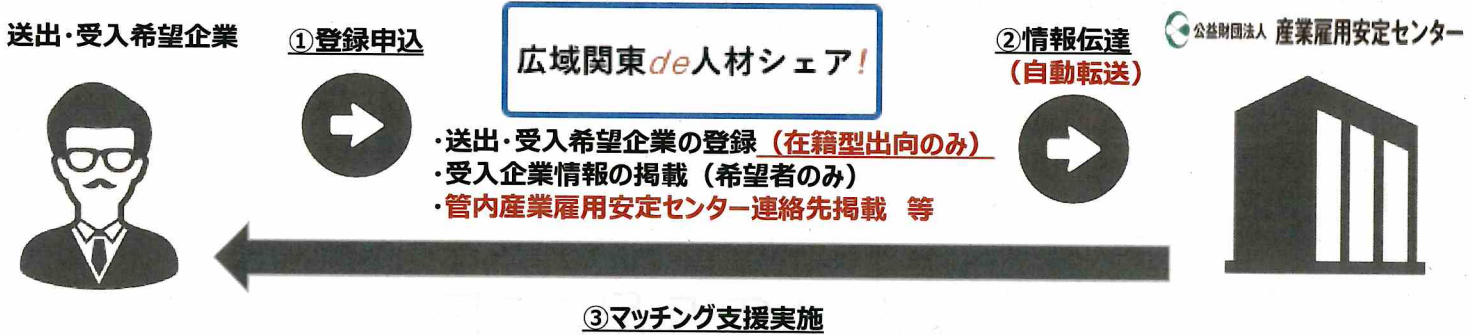 送出・受入希望企業
①登録申込
広域関東de人材シェア!
・送出・受入希望企業の登録（在籍型出向のみ）
・受入企業情報の掲載（希望者のみ）
・管内産業雇用安定センター連絡先掲載 等
②情報伝達
（自動転送）
公益財団法人 産業雇用安定センター
③マッチング支援実施